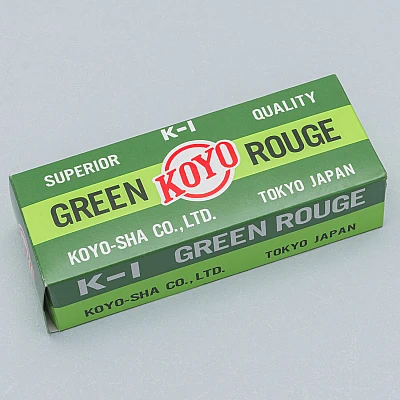 K-1
SUPERIOR QUALITY
GREEN KOYO ROUGE
KOYO-SHA CO.,LTD. TOKYO JAPAN
K-1 GREEN ROUGE
KOYO-SHA CO., LTD. TOKYO JAPAN